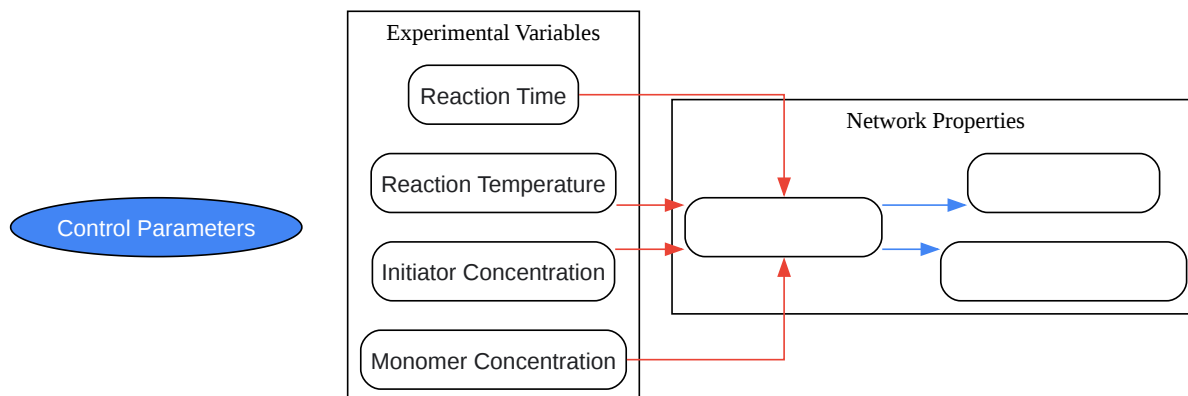 Experimental Variables
Reaction Time
Network Properties
Reaction Temperature
Control Parameters
Initiator Concentration
Monomer Concentration